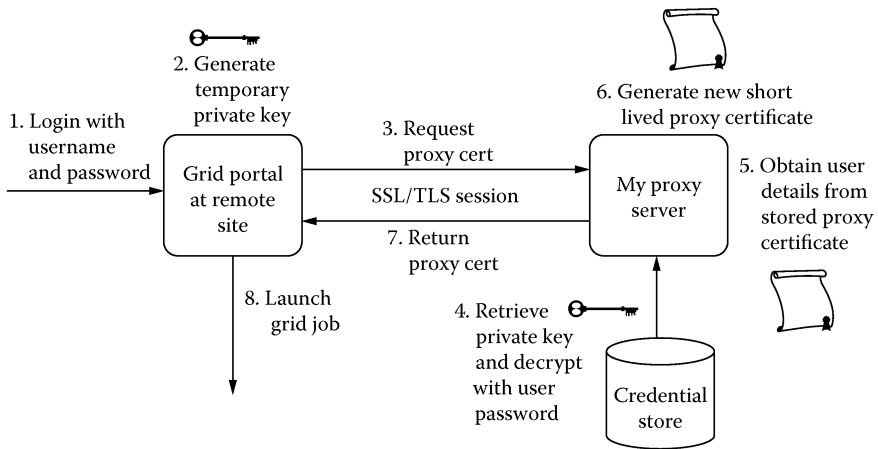 1. Login with
username
and password
2. Generate
temporary
private key
Grid portal
at remote
site
3. Request
proxy cert
SSL/TLS session
7. Return
proxy cert
8. Launch
grid job
6. Generate new short
lived proxy certificate
My proxy
server
5. Obtain user
details from
stored proxy
certificate
4. Retrieve
private key
and decrypt
with user
password
Credential
store